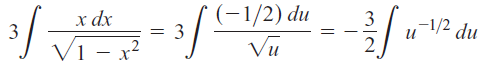 3∫ x dx / √(1 − x²) = 3∫ (−1/2) du / √u = −3/2 ∫ u^(−1/2) du